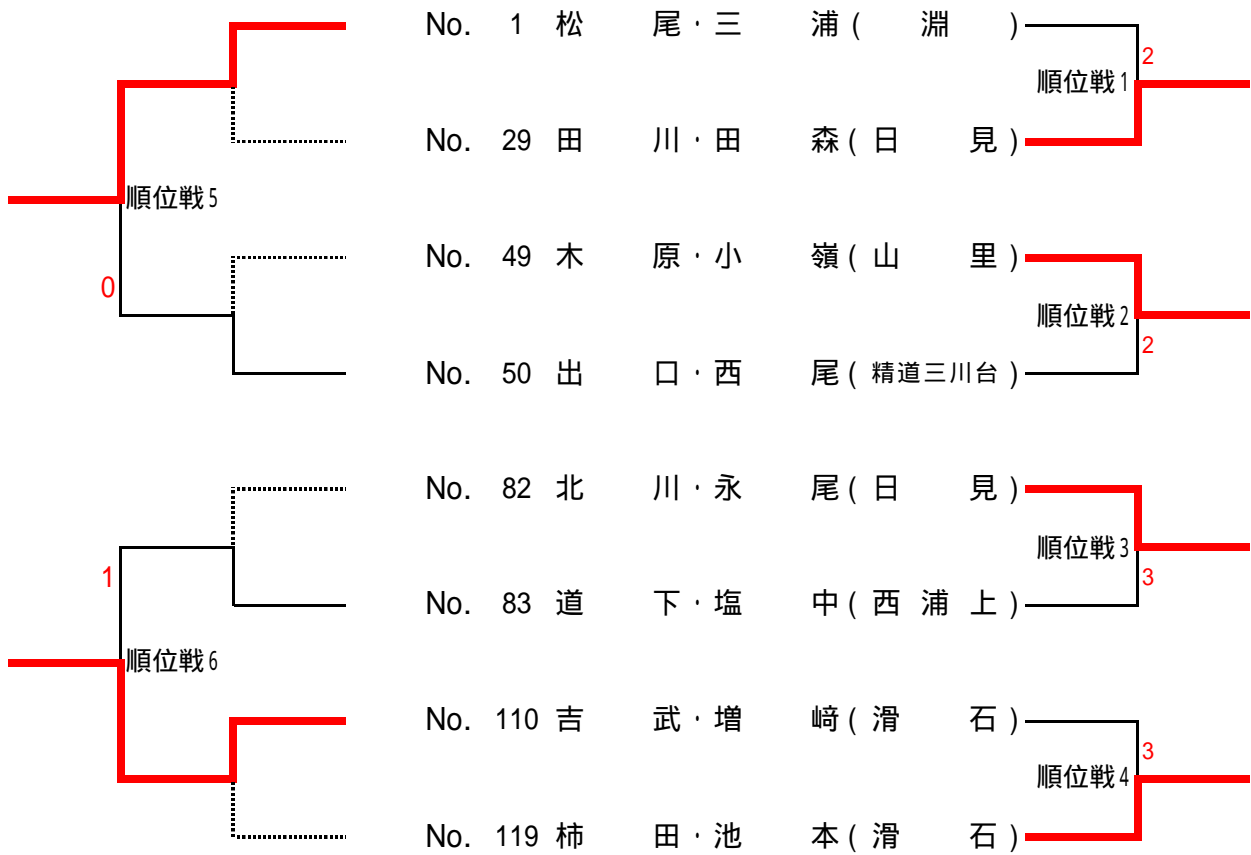 No. 1 松 尾・三 浦 ( 淵 )
2
順位戦1
No. 29 田 川・田 森 ( 日 見 )
順位戦5
No. 49 木 原・小 嶺 ( 山 里 )
0
順位戦2
2
No. 50 出 口・西 尾 ( 精道三川台 )
No. 82 北 川・永 尾 ( 日 見 )
順位戦3
1
3
No. 83 道 下・塩 中 ( 西 浦 上 )
順位戦6
No. 110 吉 武・増 﨑 ( 滑 石 )
3
順位戦4
No. 119 柿 田・池 本 ( 滑 石 )